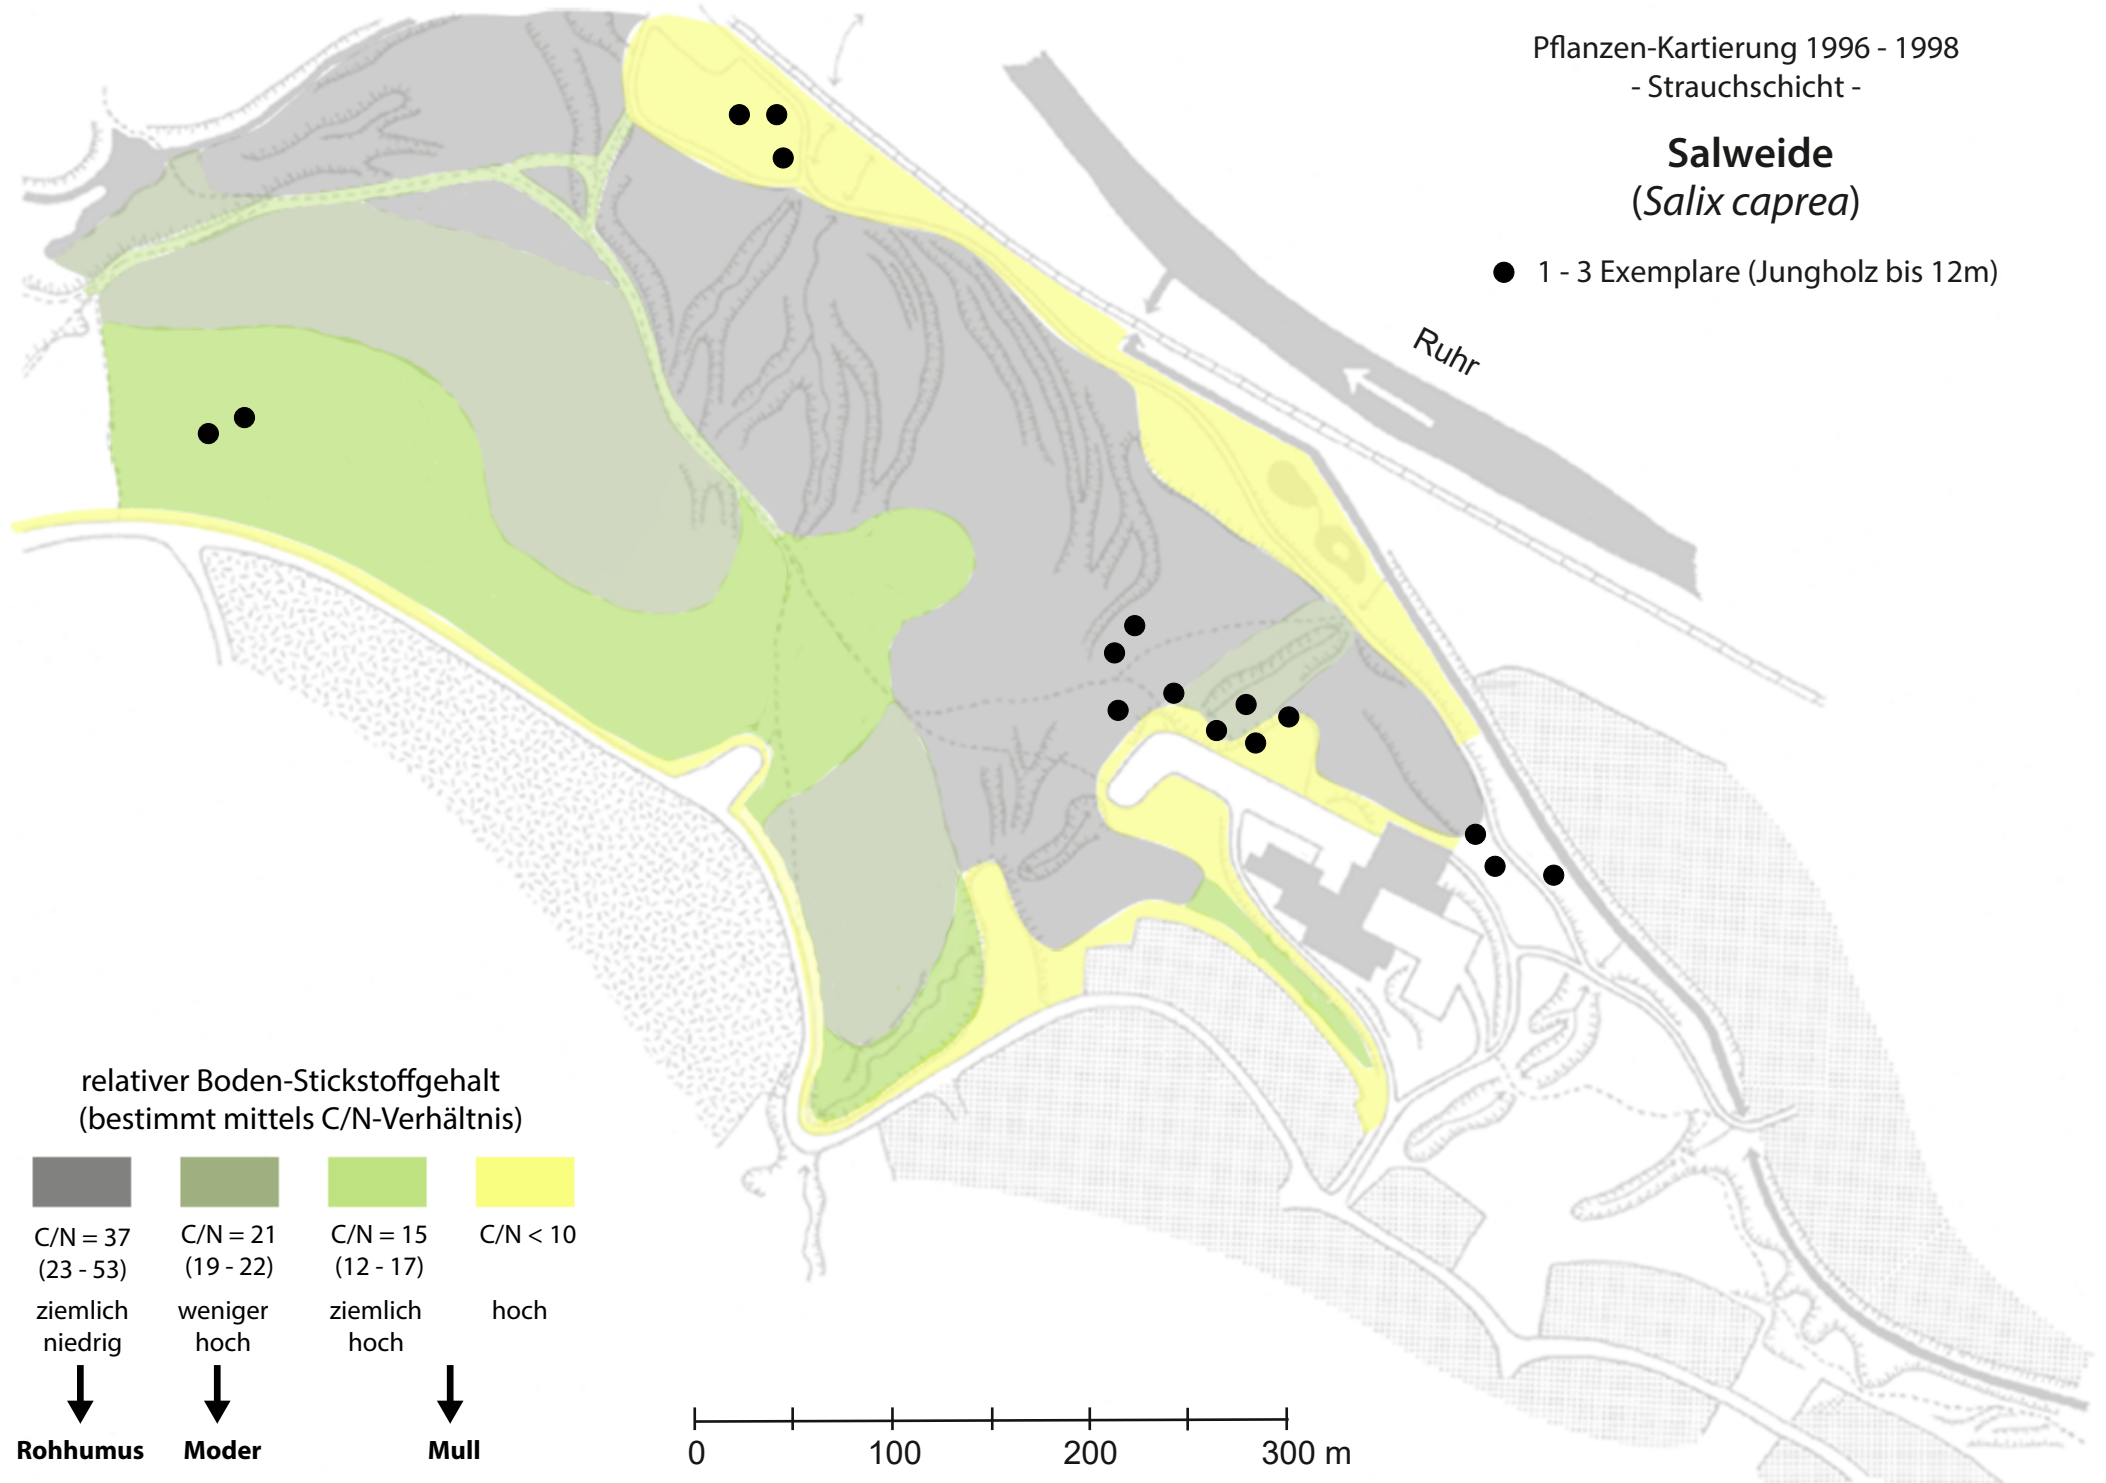 Pflanzen-Kartierung 1996 - 1998
- Strauchschicht -
Salweide
(Salix caprea)
1 - 3 Exemplare (Jungholz bis 12m)
Ruhr
relativer Boden-Stickstoffgehalt
(bestimmt mittels C/N-Verhältnis)
C/N = 37 C/N = 21 C/N = 15 C/N < 10
(23 - 53) (19 - 22) (12 - 17)
ziemlich weniger ziemlich hoch
niedrig hoch hoch
Rohhumus Moder Mull
0 100 200 300 m